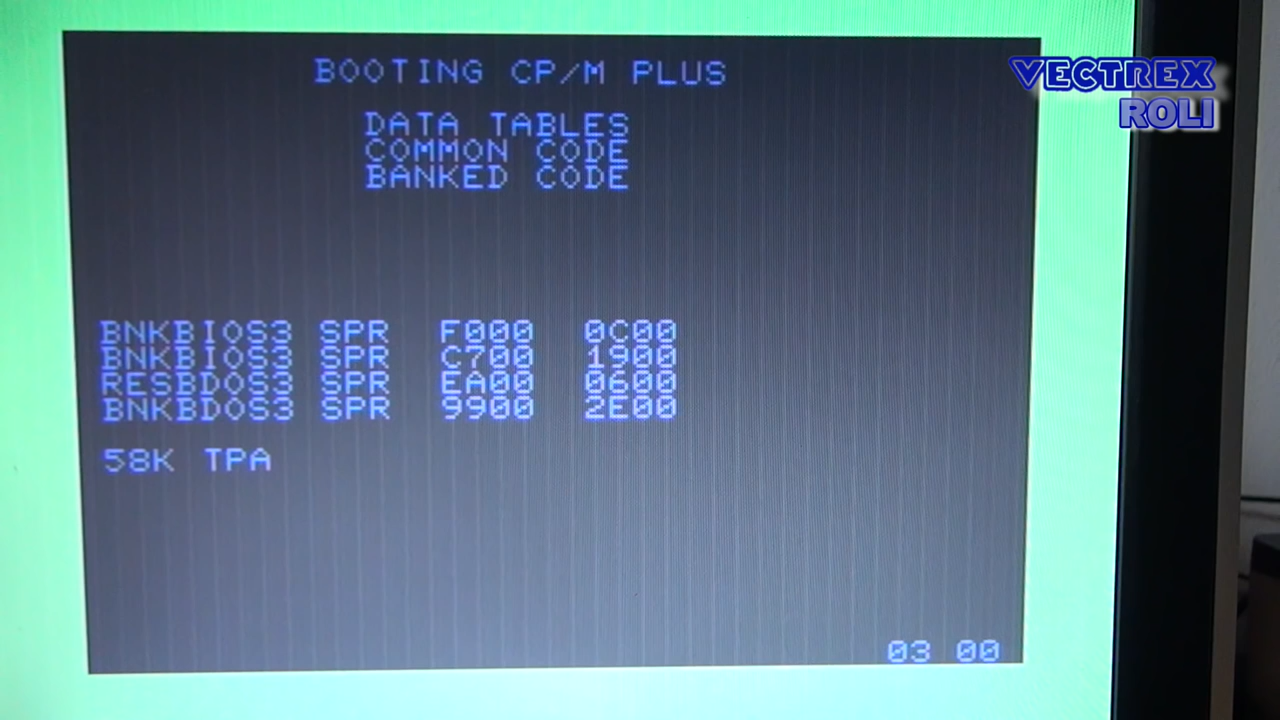 BOOTING CP/M PLUS
VECTREX
ROLI
DATA TABLES
COMMON CODE
BANKED CODE
BNKBIOS3 SPR F000 0C00
BNKBIOS3 SPR C700 1900
RESBDOS3 SPR EA00 0600
BNKBDOS3 SPR 9900 2E00
58K TPA
03 00